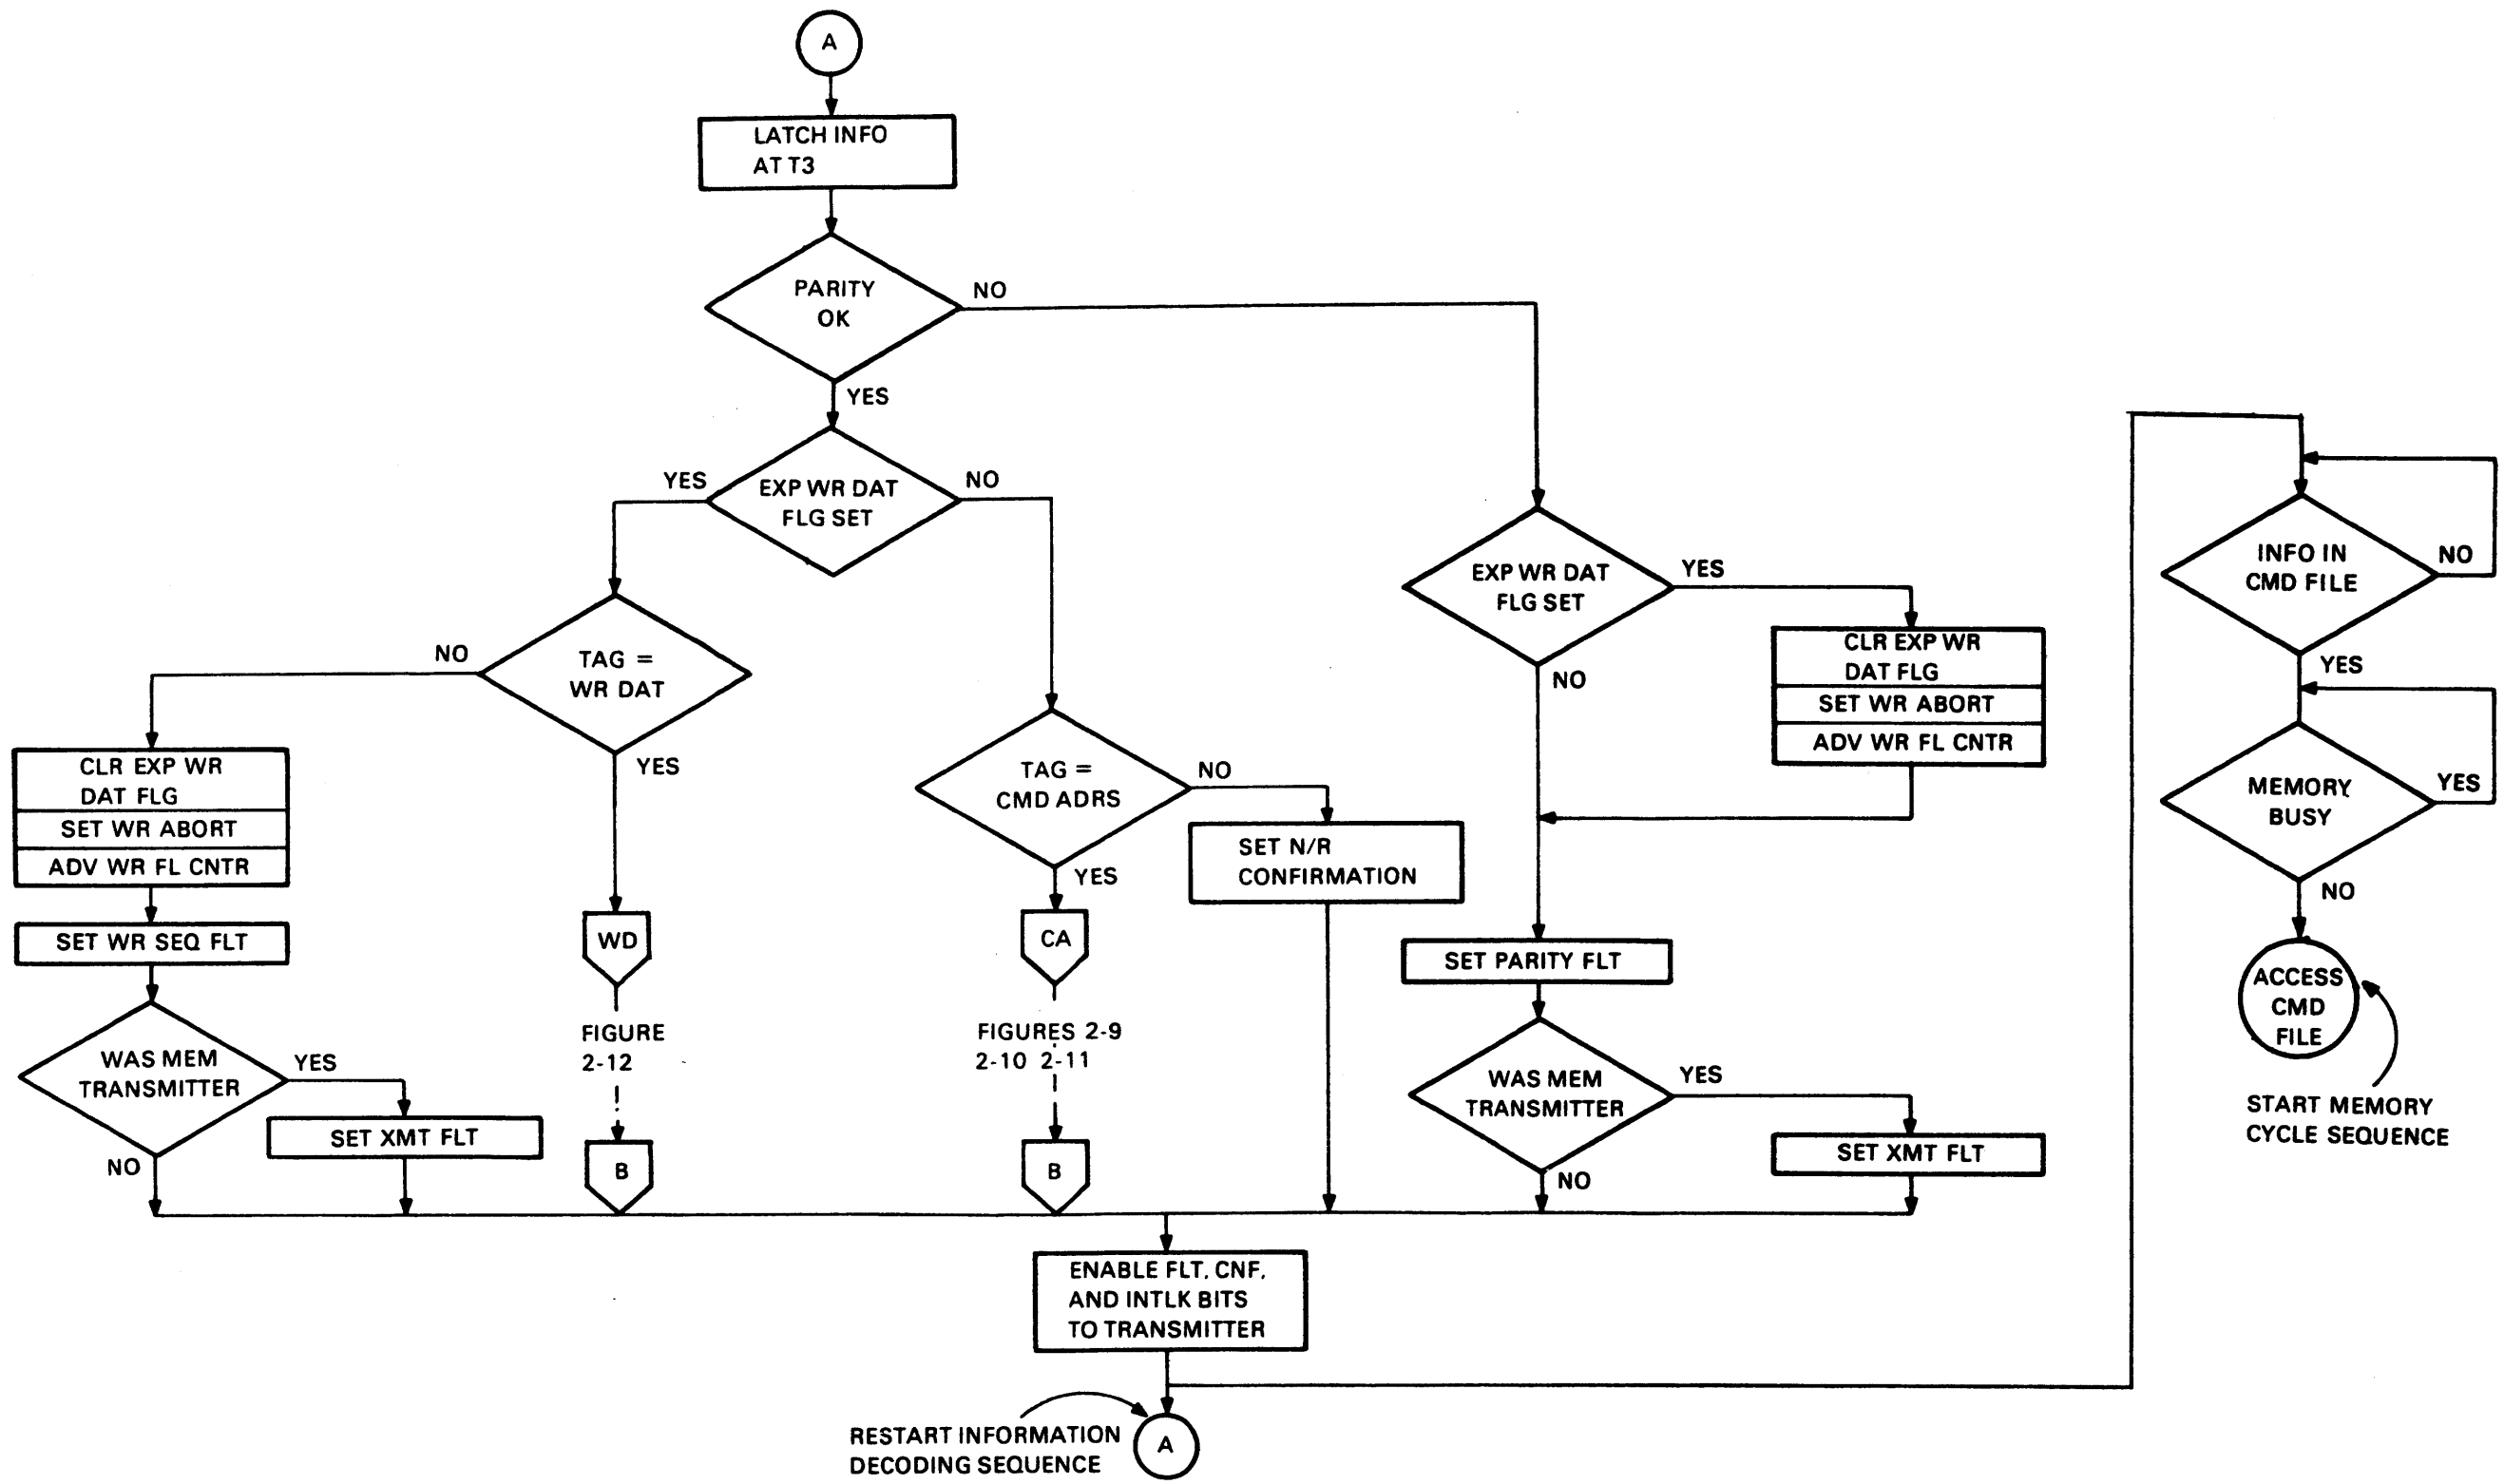 A
LATCH INFO
AT T3
PARITY
OK
NO
YES
EXP WR DAT
FLG SET
YES
NO
TAG =
WR DAT
NO
YES
CLR EXP WR
DAT FLG
SET WR ABORT
ADV WR FL CNTR
SET WR SEQ FLT
WAS MEM
TRANSMITTER
YES
NO
SET XMT FLT
WD
FIGURE
2-12
B
TAG =
CMD ADRS
NO
YES
SET N/R
CONFIRMATION
CA
FIGURES 2-9
2-10 2-11
B
EXP WR DAT
FLG SET
YES
NO
CLR EXP WR
DAT FLG
SET WR ABORT
ADV WR FL CNTR
SET PARITY FLT
WAS MEM
TRANSMITTER
YES
NO
SET XMT FLT
ENABLE FLT, CNF,
AND INTLK BITS
TO TRANSMITTER
RESTART INFORMATION
DECODING SEQUENCE
A
INFO IN
CMD FILE
NO
YES
MEMORY
BUSY
YES
NO
ACCESS
CMD
FILE
START MEMORY
CYCLE SEQUENCE